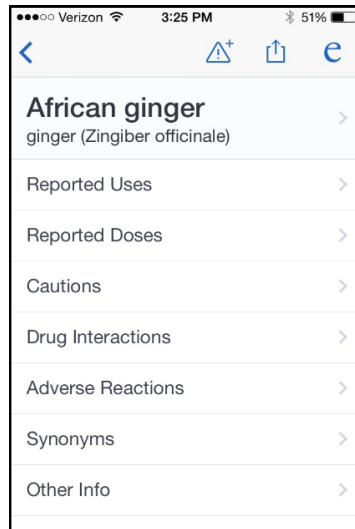 Verizon 3:25 PM 51%
e
African ginger
ginger (Zingiber officinale)
Reported Uses
Reported Doses
Cautions
Drug Interactions
Adverse Reactions
Synonyms
Other Info